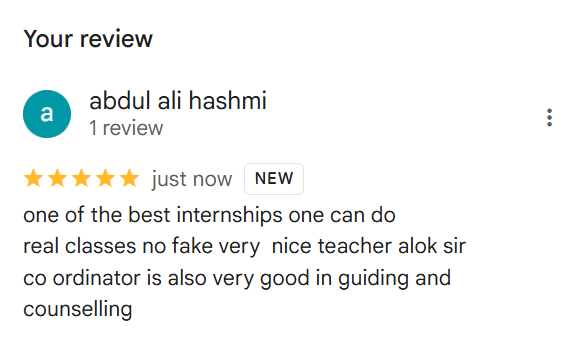 Your review
a
abdul ali hashmi
1 review
just now NEW
one of the best internships one can do
real classes no fake very  nice teacher alok sir
co ordinator is also very good in guiding and
counselling